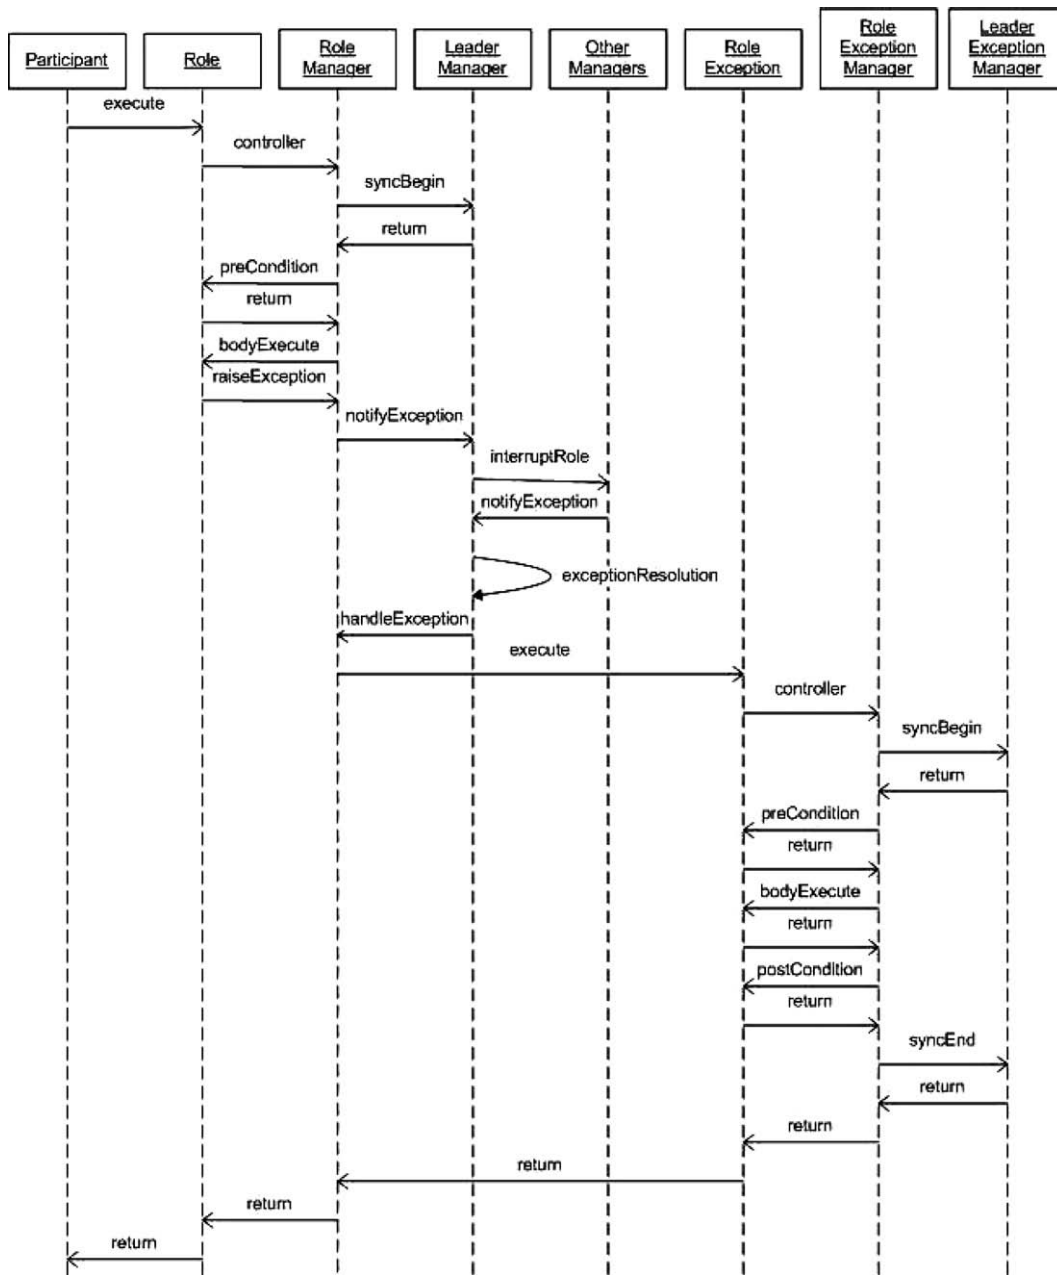 Participant
Role
Role
Manager
Leader
Manager
Other
Managers
Role
Exception
Role
Exception
Manager
Leader
Exception
Manager
execute
controller
syncBegin
return
preCondition
return
bodyExecute
raiseException
notifyException
interruptRole
notifyException
exceptionResolution
handleException
execute
controller
syncBegin
return
preCondition
return
bodyExecute
return
postCondition
return
syncEnd
return
return
return
return
return